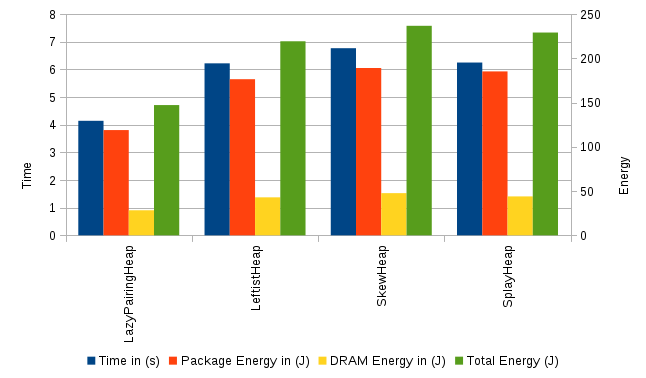 8
7
6
5
4
3
2
1
0
Time
250
200
150
100
50
0
Energy
LazyPairingHeap
LeftistHeap
SkewHeap
SplayHeap
Time in (s) Package Energy in (J) DRAM Energy in (J) Total Energy (J)